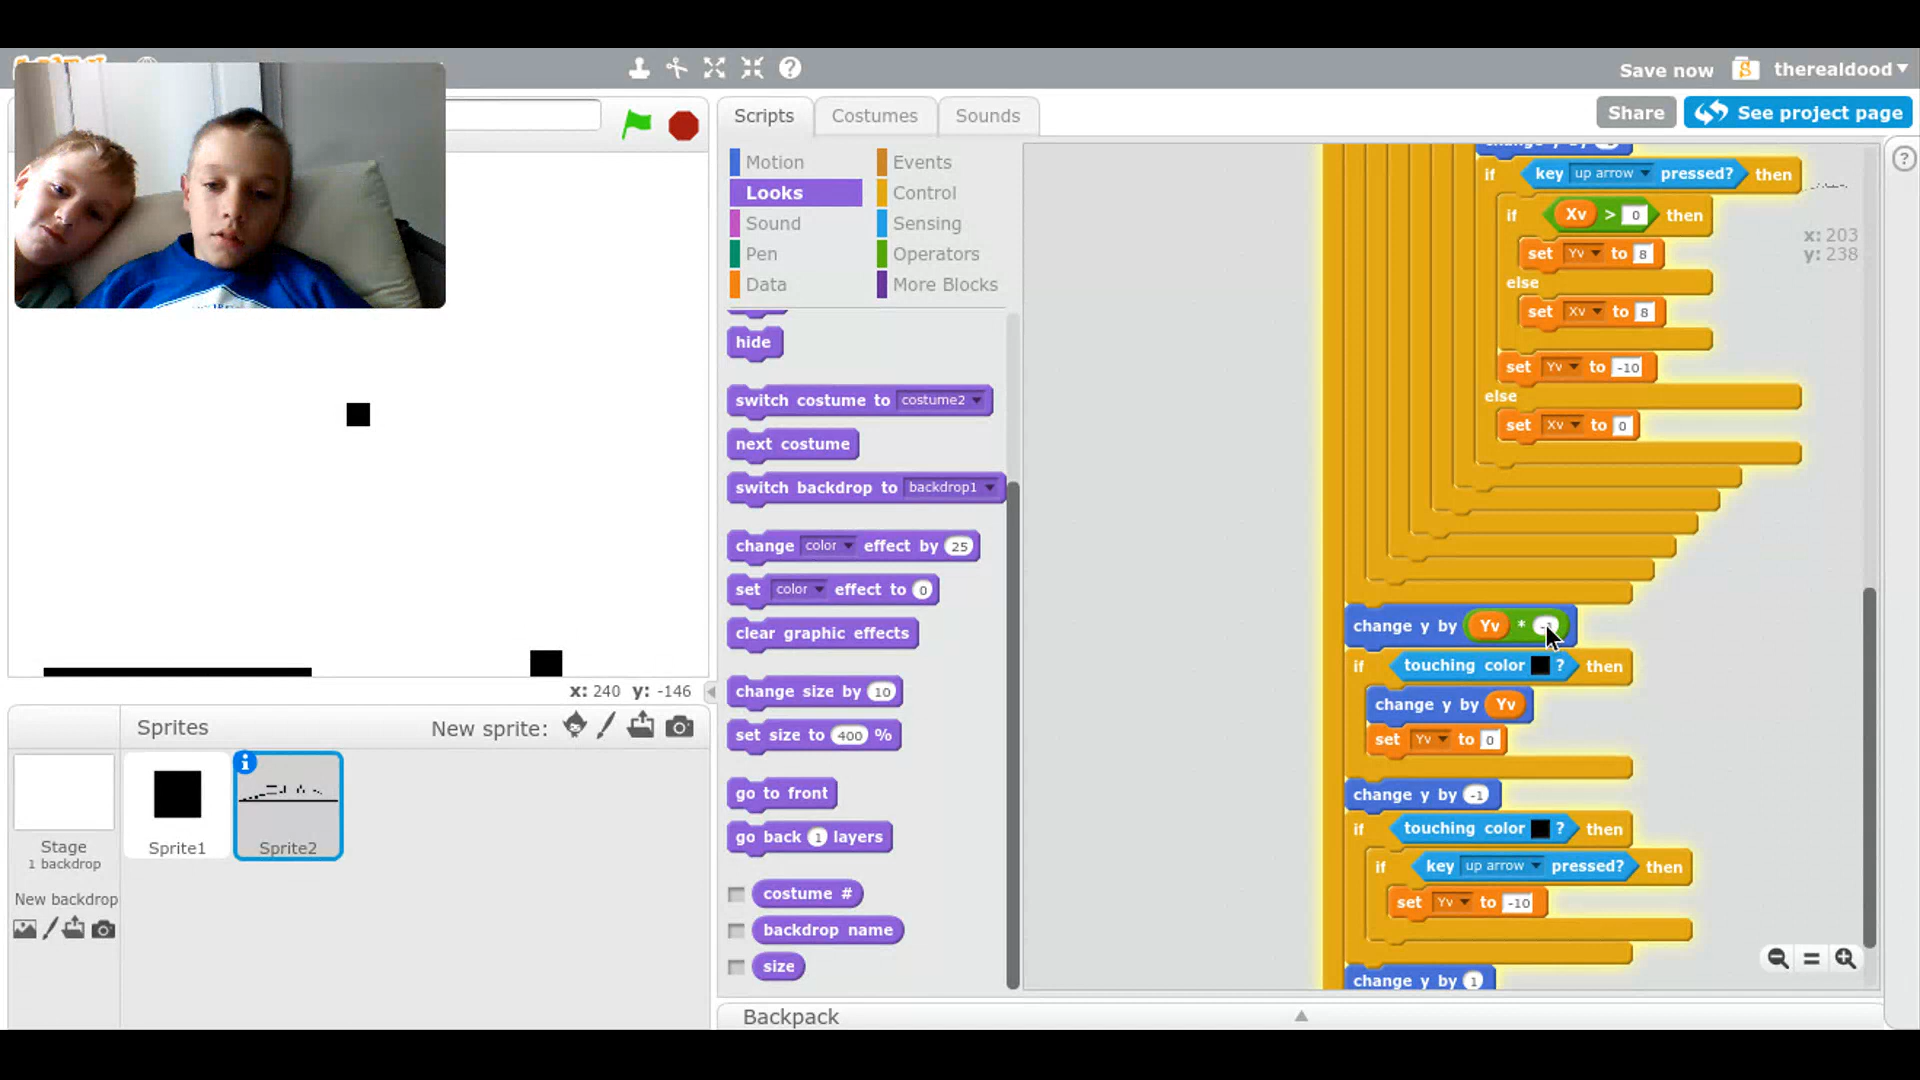 Save now
therealdood
Scripts
Costumes
Sounds
Share
See project page
Motion
Events
Looks
Control
Sound
Sensing
Pen
Operators
Data
More Blocks
hide
switch costume to costume2
next costume
switch backdrop to backdrop1
change color effect by 25
set color effect to 0
clear graphic effects
change size by 10
set size to 400 %
go to front
go back 1 layers
costume #
backdrop name
size
if key up arrow pressed? then
if Xv > 0 then
set Yv to 8
else
set Xv to 8
set Yv to -10
else
set Xv to 0
change y by Yv *
if touching color ? then
change y by Yv
set Yv to 0
change y by -1
if touching color ? then
if key up arrow pressed? then
set Yv to -10
change y by 1
x: 203
y: 238
x: 240 y: -146
Sprites
New sprite:
Stage
1 backdrop
New backdrop
Sprite1
Sprite2
Backpack